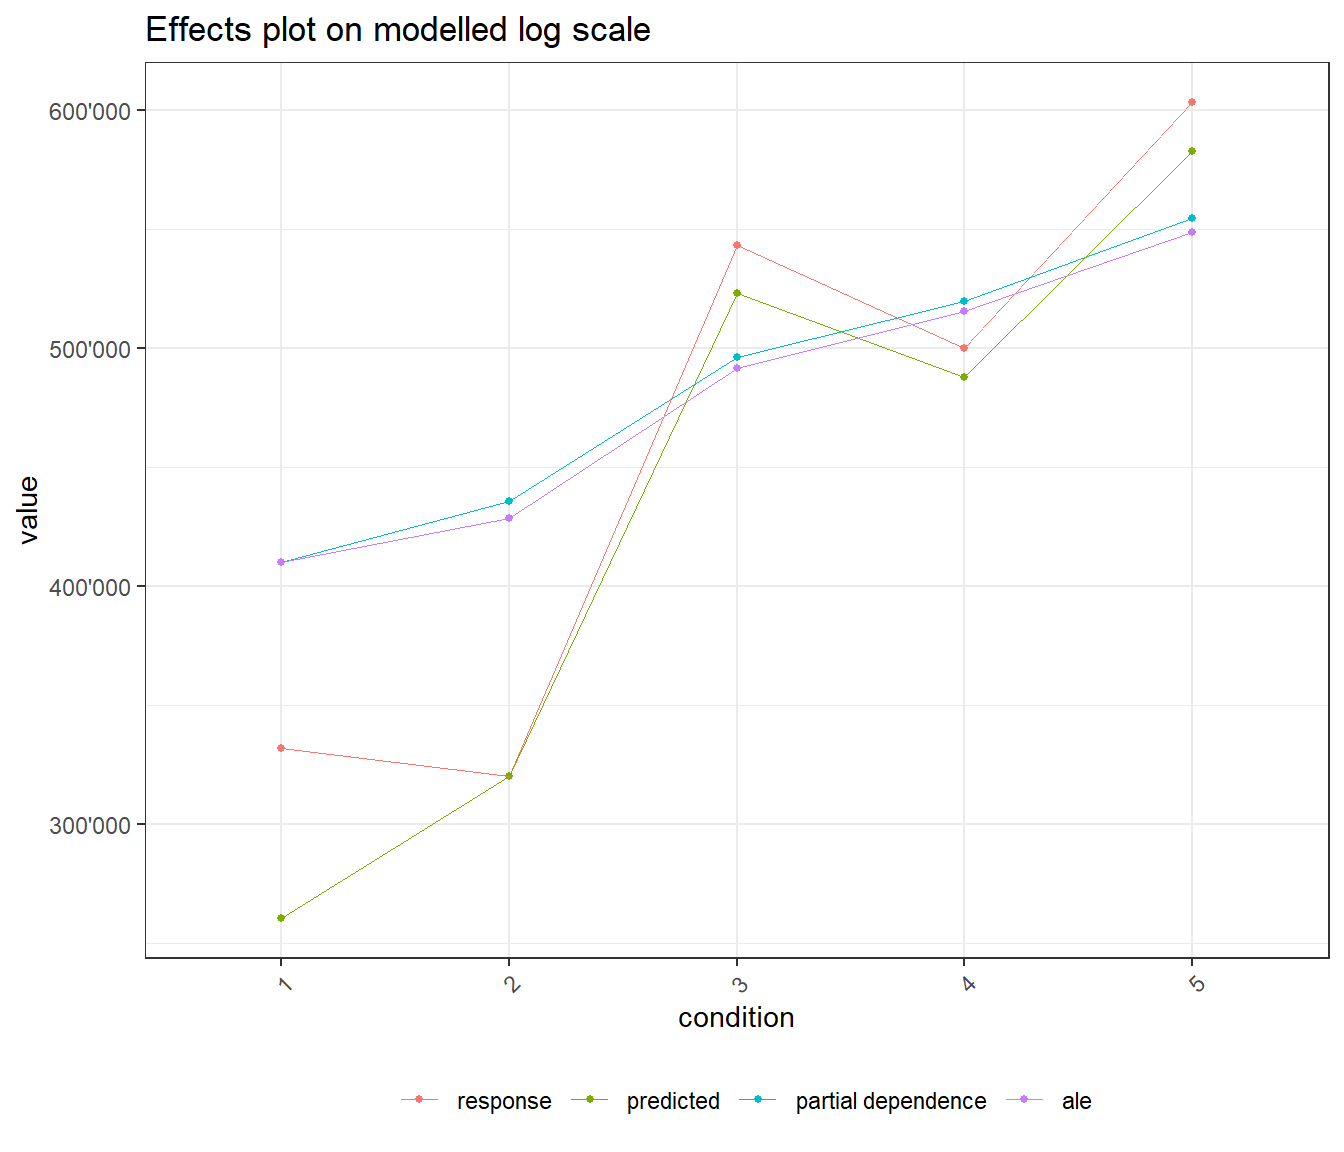 Effects plot on modelled log scale
600'000
500'000
400'000
300'000
value
1 2 3 4 5
condition
response predicted partial dependence ale